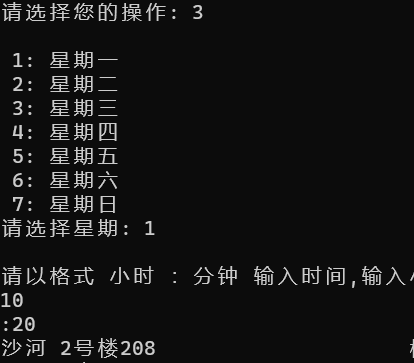 请选择您的操作: 3
1: 星期一
2: 星期二
3: 星期三
4: 星期四
5: 星期五
6: 星期六
7: 星期日
请选择星期: 1
请以格式 小时 : 分钟 输入时间,输入
10
:20
沙河 2号楼208